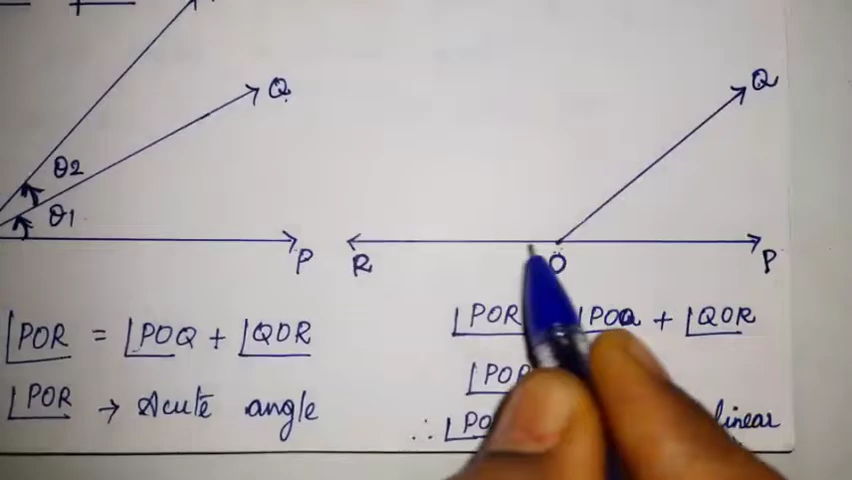 Q
Q
θ2
θ1
P
R
O
P
∠POR = ∠POQ + ∠QOR
∠POR ∠POQ + ∠QOR
∠POR → Acute angle
∠POR
∴ ∠PO linear